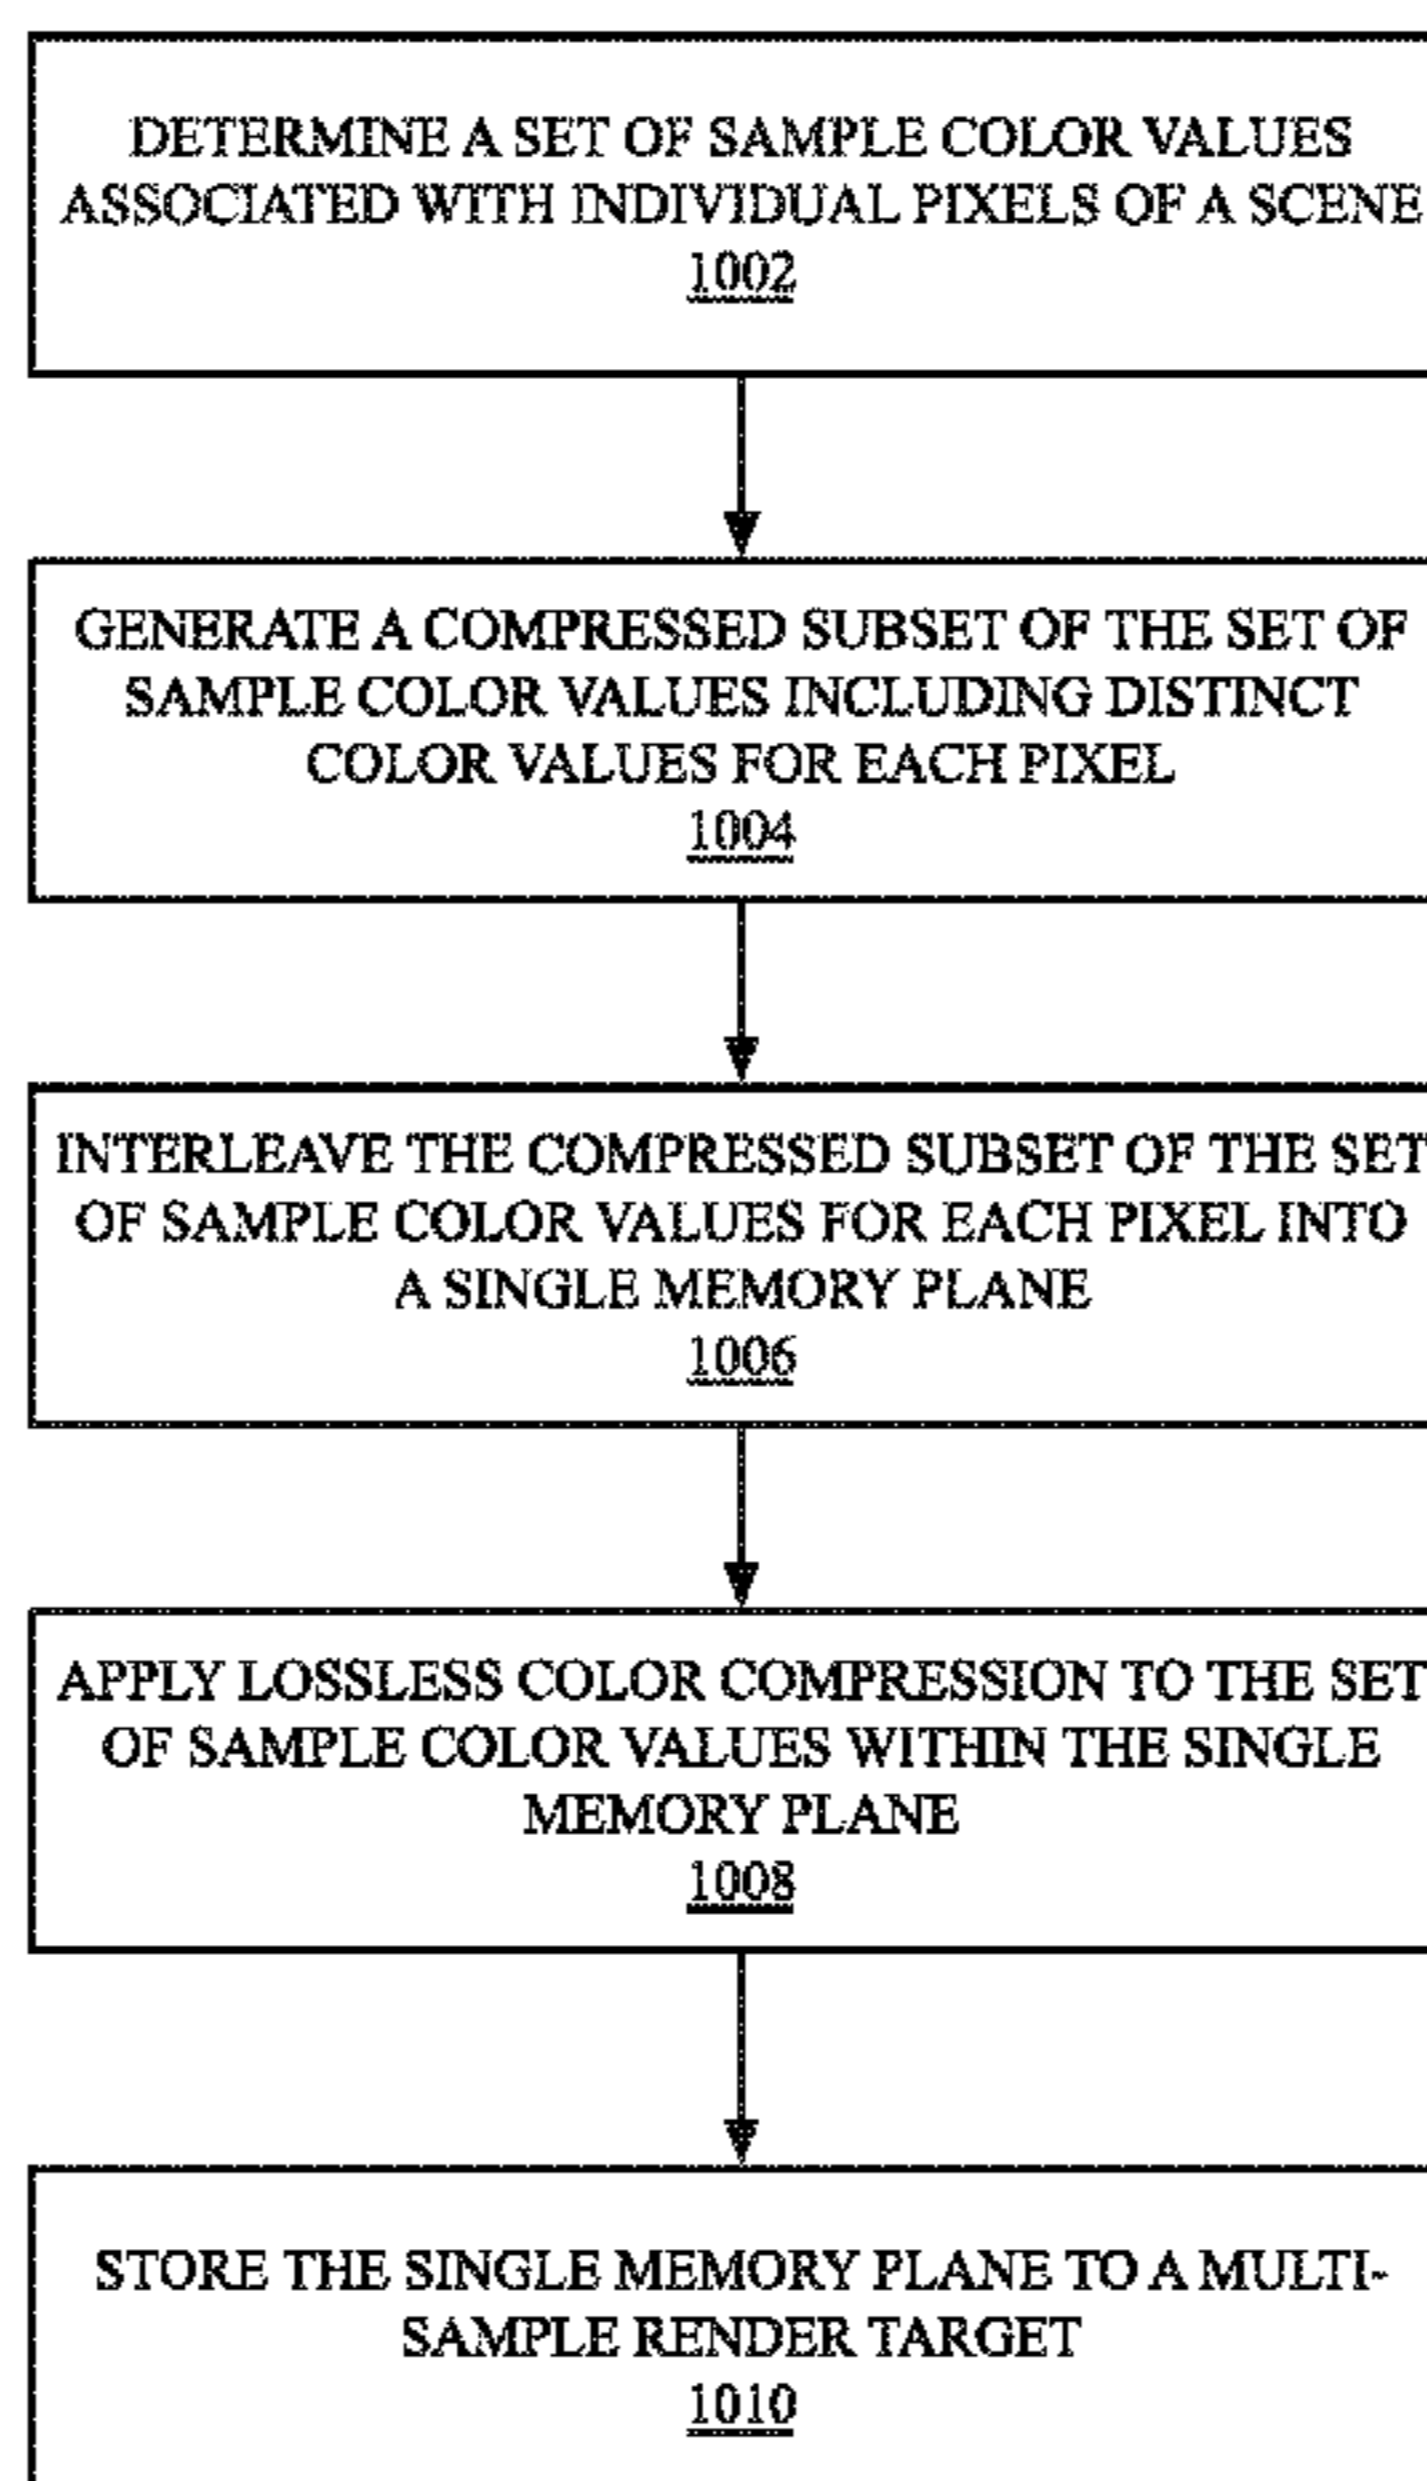 DETERMINE A SET OF SAMPLE COLOR VALUES
ASSOCIATED WITH INDIVIDUAL PIXELS OF A SCENE
1002
GENERATE A COMPRESSED SUBSET OF THE SET OF
SAMPLE COLOR VALUES INCLUDING DISTINCT
COLOR VALUES FOR EACH PIXEL
1004
INTERLEAVE THE COMPRESSED SUBSET OF THE SET
OF SAMPLE COLOR VALUES FOR EACH PIXEL INTO
A SINGLE MEMORY PLANE
1006
APPLY LOSSLESS COLOR COMPRESSION TO THE SET
OF SAMPLE COLOR VALUES WITHIN THE SINGLE
MEMORY PLANE
1008
STORE THE SINGLE MEMORY PLANE TO A MULTI-
SAMPLE RENDER TARGET
1010